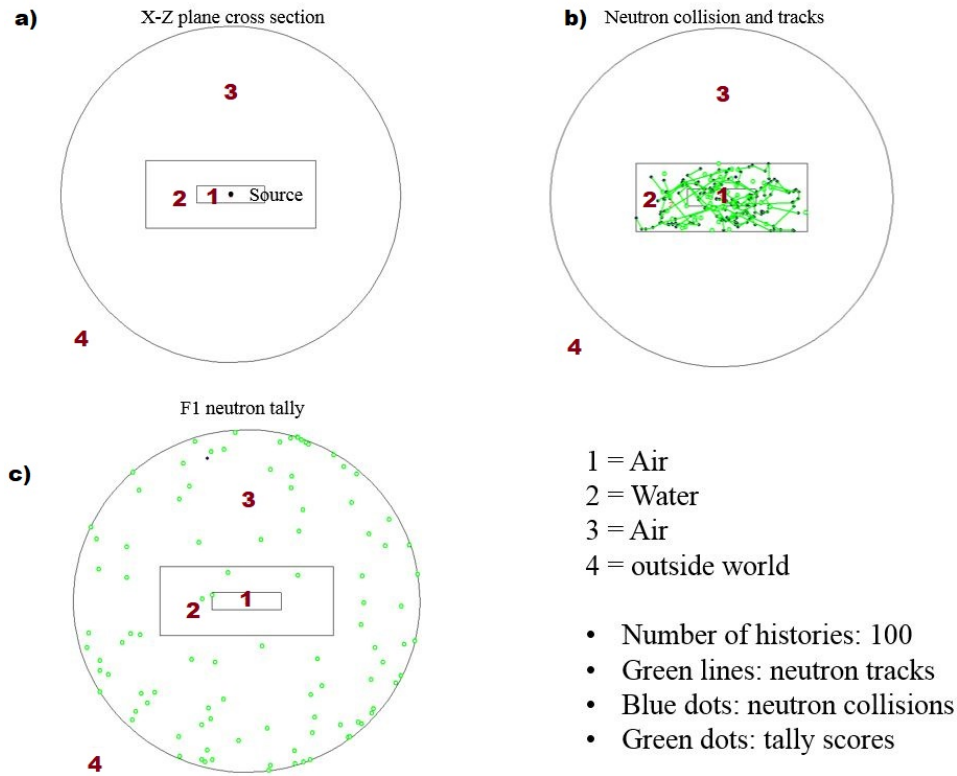 a)
X-Z plane cross section
3
2
1
Source
4
b)
Neutron collision and tracks
3
2
1
4
c)
F1 neutron tally
3
2
1
4
1 = Air
2 = Water
3 = Air
4 = outside world
• Number of histories: 100
• Green lines: neutron tracks
• Blue dots: neutron collisions
• Green dots: tally scores